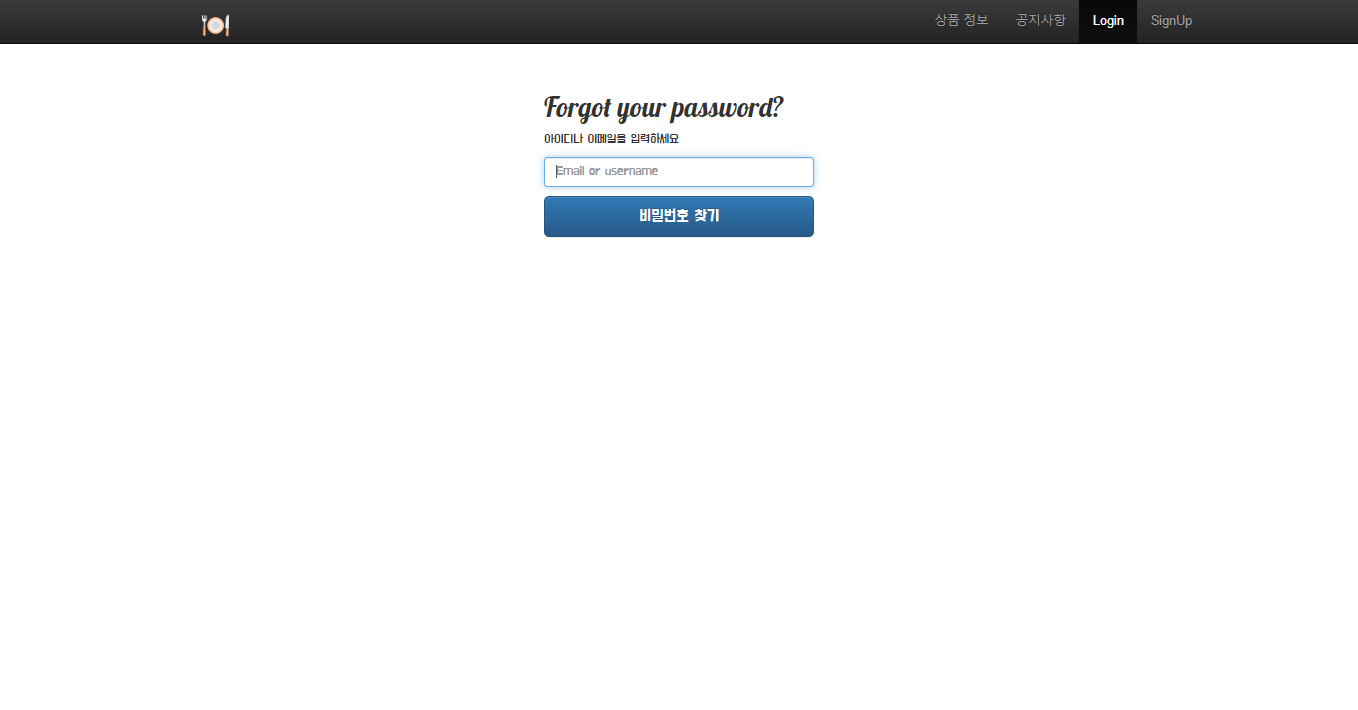 상품 정보 공지사항 Login SignUp
Forgot your password?
아이디나 이메일을 입력하세요
Email or username
비밀번호 찾기